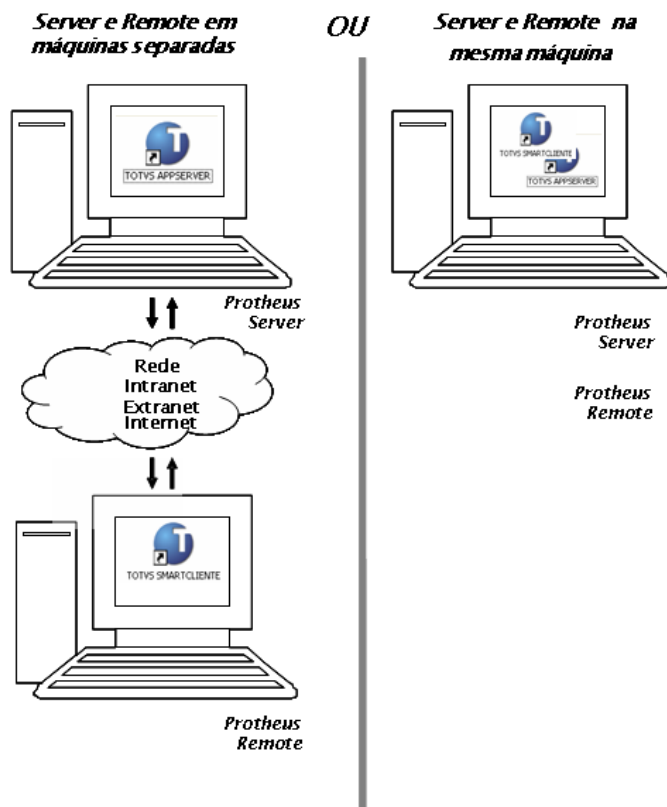 Server e Remote em
máquinas separadas
TOTVS APPSERVER
Protheus
Server
Rede
Intranet
Extranet
Internet
TOTVS SMARTCLIENTE
Protheus
Remote
OU
Server e Remote na
mesma máquina
TOTVS SMARTCLIENTE
TOTVS APPSERVER
Protheus
Server
Protheus
Remote